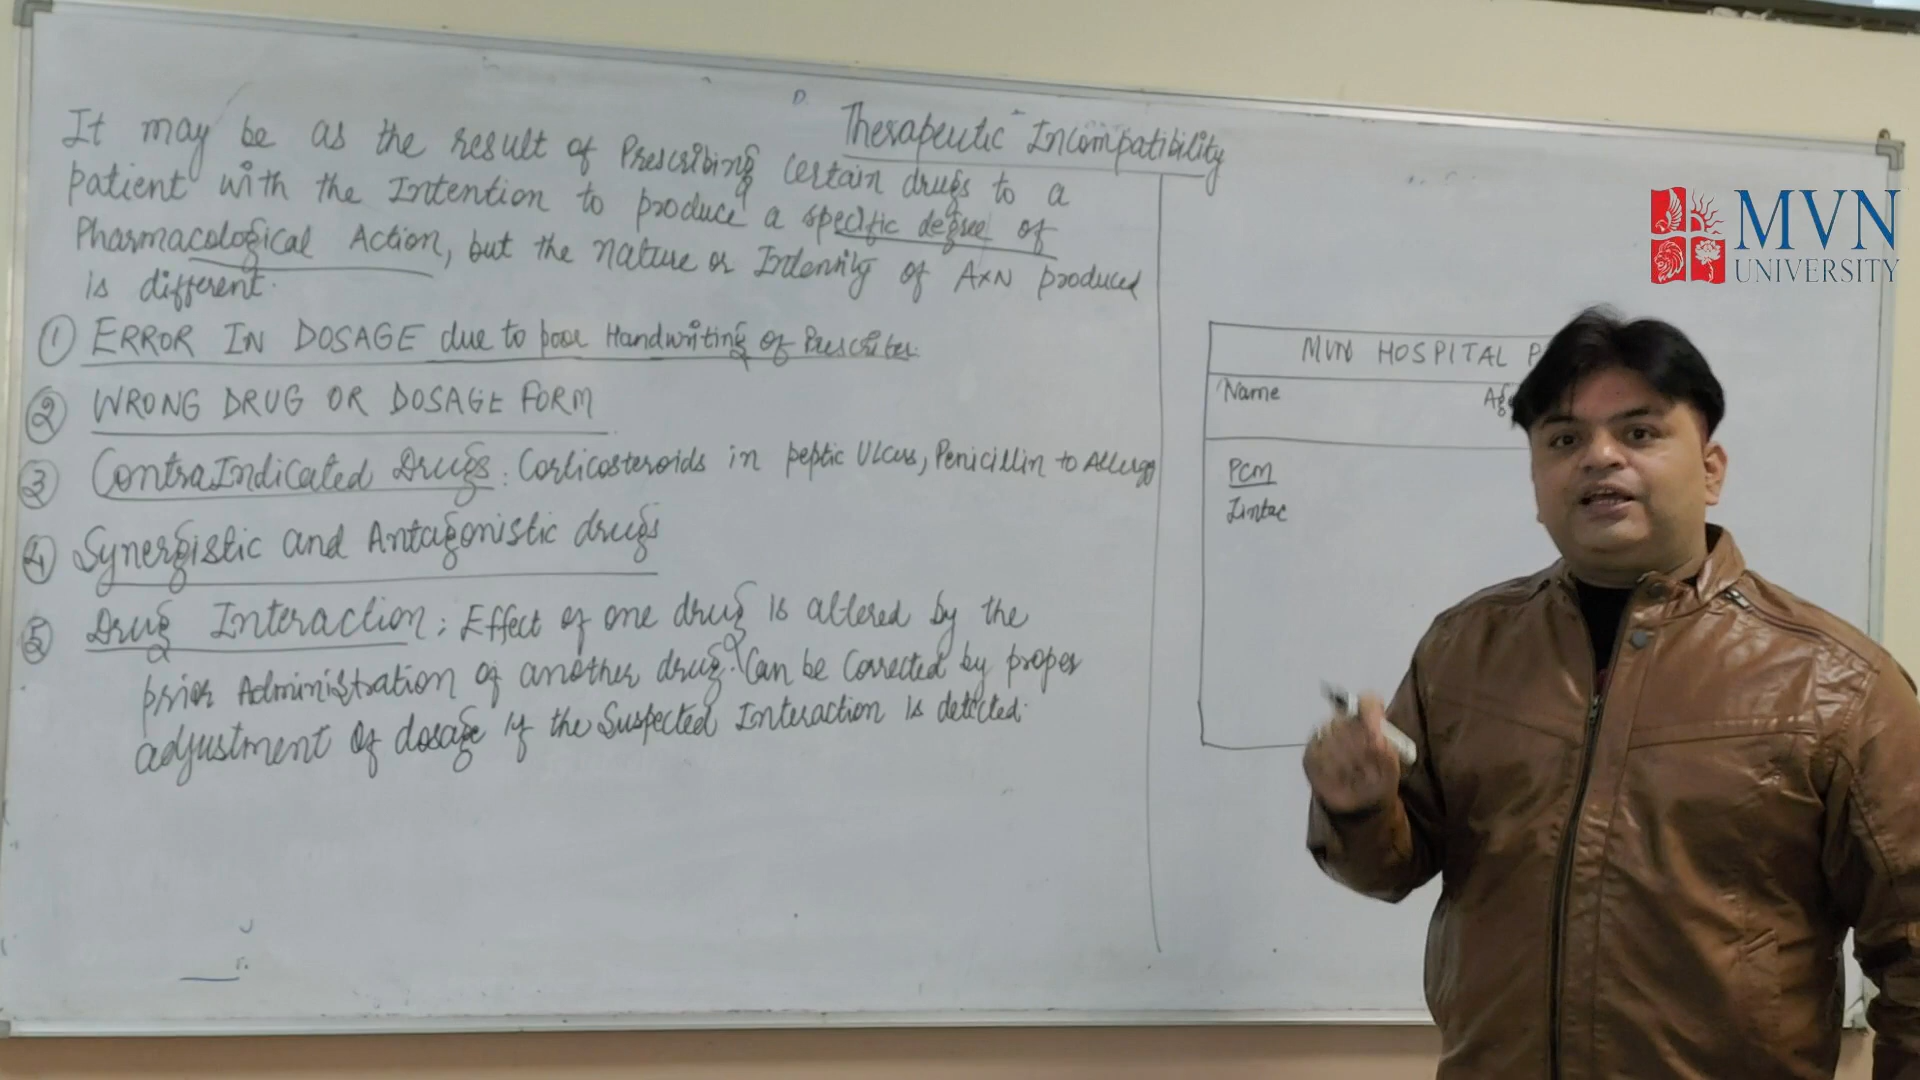 Therapeutic Incompatibility
It may be as the result of Prescribing certain drugs to a
patient with the Intention to produce a specific degree of
Pharmacological Action, but the nature or Intensity of AxN produced
is different.
① ERROR IN DOSAGE due to poor Handwriting of Prescriber.
② WRONG DRUG OR DOSAGE FORM
③ ContraIndicated Drugs: Corticosteroids in peptic Ulcers, Penicillin to Allergy
④ Synergistic and Antagonistic drugs
⑤ Drug Interaction; Effect of one drug is altered by the
prior Administration of another drug. Can be Corrected by proper
adjustment of dosage if the Suspected Interaction is detected.
MVN HOSPITAL P
Name Age
PCM
Zintac
MVN
UNIVERSITY